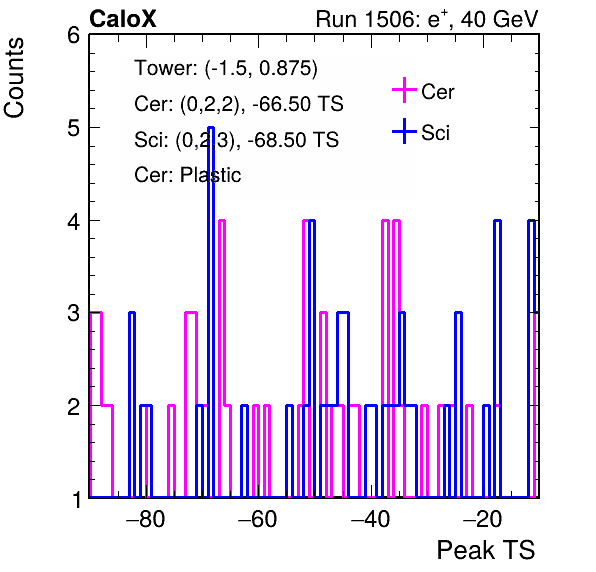 CaloX
Run 1506: e+, 40 GeV
Counts
6
5
4
3
2
1
Tower: (-1.5, 0.875)
Cer: (0,2,2), -66.50 TS
Sci: (0,2,3), -68.50 TS
Cer: Plastic
Cer
Sci
−80
−60
−40
−20
Peak TS